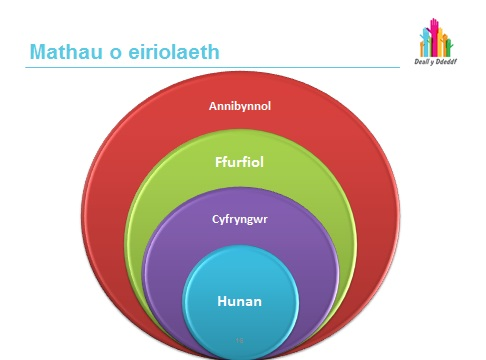 Mathau o eiriolaeth
Deall y Ddeddf
Annibynnol
Ffurfiol
Cyfryngwr
Hunan